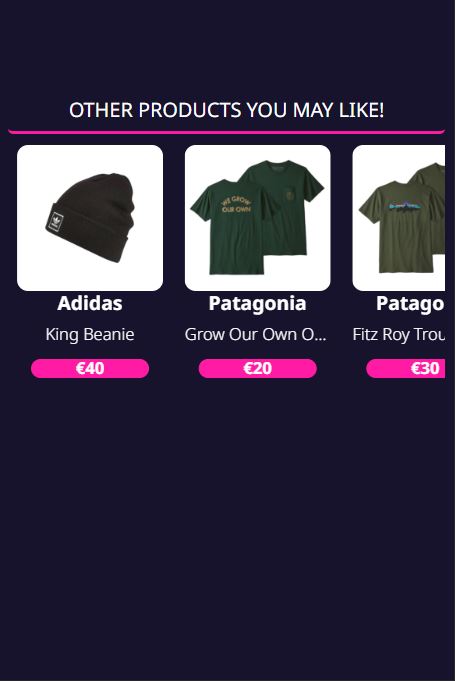 OTHER PRODUCTS YOU MAY LIKE!
WE GROW
OUR OWN
Adidas
Patagonia
Patago
King Beanie
Grow Our Own O...
Fitz Roy Trou
€40
€20
€30